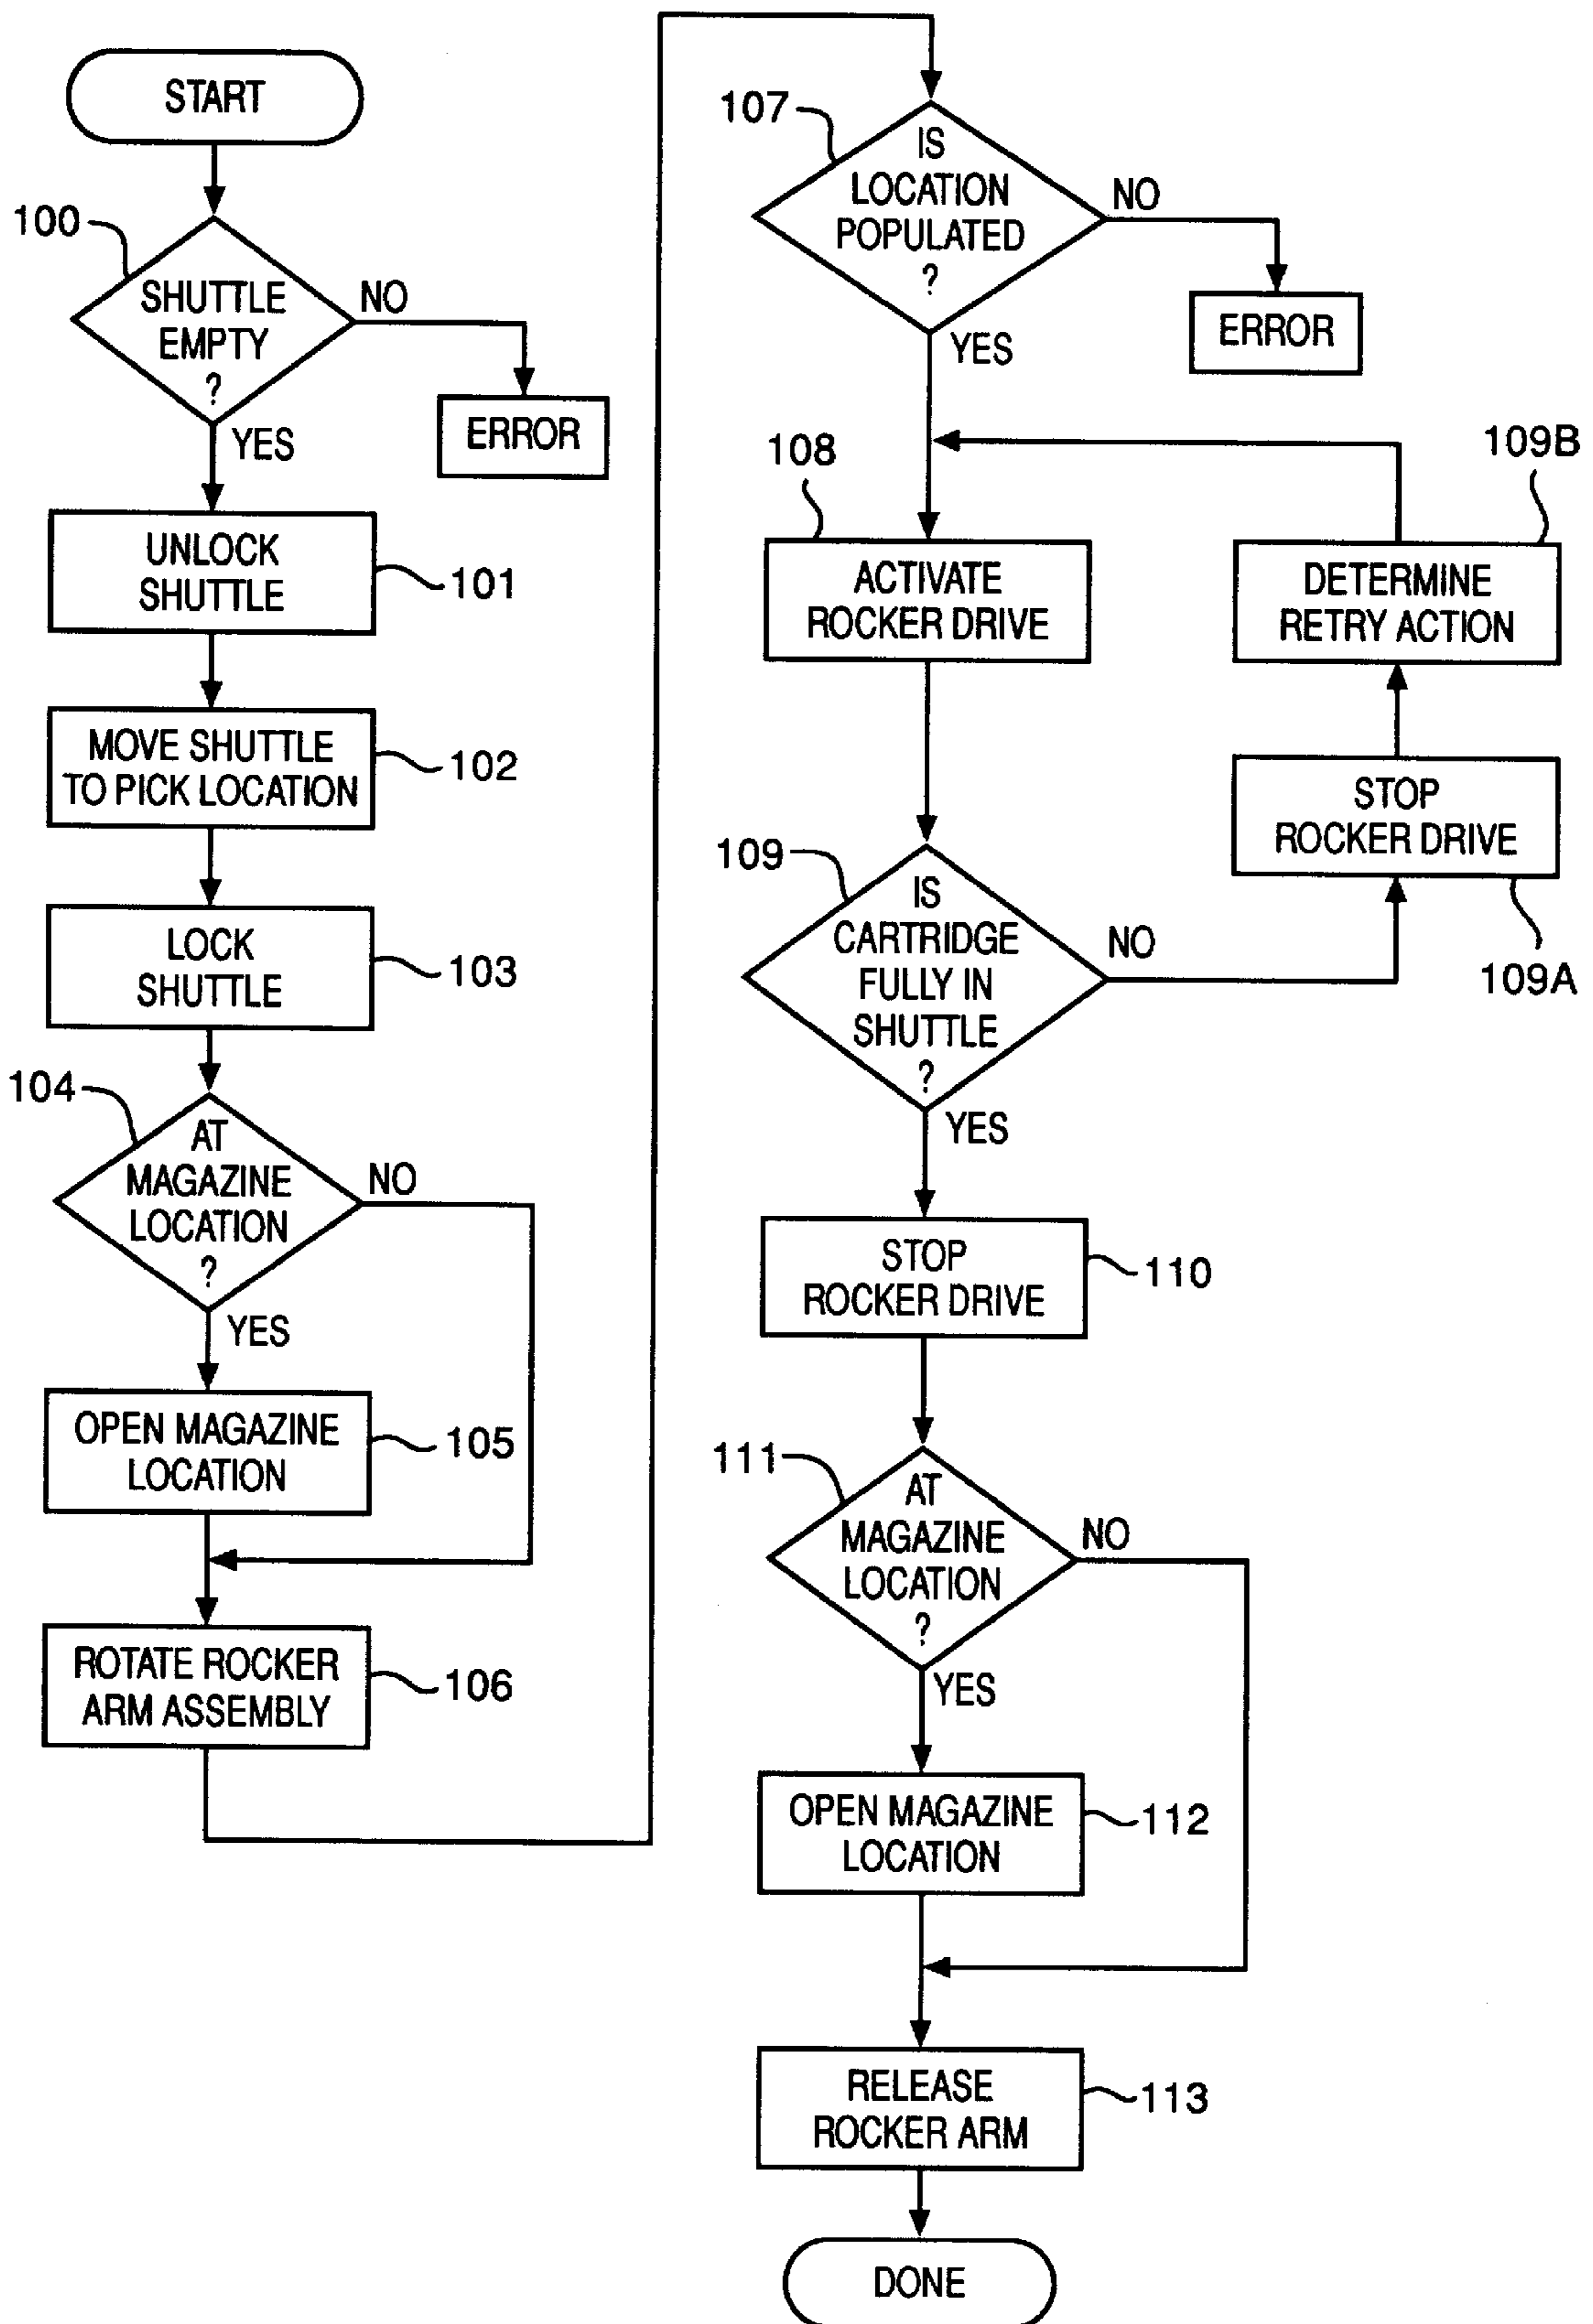 START
100
SHUTTLE
EMPTY
?
NO
ERROR
YES
UNLOCK
SHUTTLE
101
MOVE SHUTTLE
TO PICK LOCATION
102
LOCK
SHUTTLE
103
104
AT
MAGAZINE
LOCATION
?
NO
YES
OPEN MAGAZINE
LOCATION
105
ROTATE ROCKER
ARM ASSEMBLY
106
107
IS
LOCATION
POPULATED
?
NO
ERROR
YES
108
ACTIVATE
ROCKER DRIVE
109B
DETERMINE
RETRY ACTION
STOP
ROCKER DRIVE
109A
109
IS
CARTRIDGE
FULLY IN
SHUTTLE
?
NO
YES
STOP
ROCKER DRIVE
110
111
AT
MAGAZINE
LOCATION
?
NO
YES
OPEN MAGAZINE
LOCATION
112
RELEASE
ROCKER ARM
113
DONE